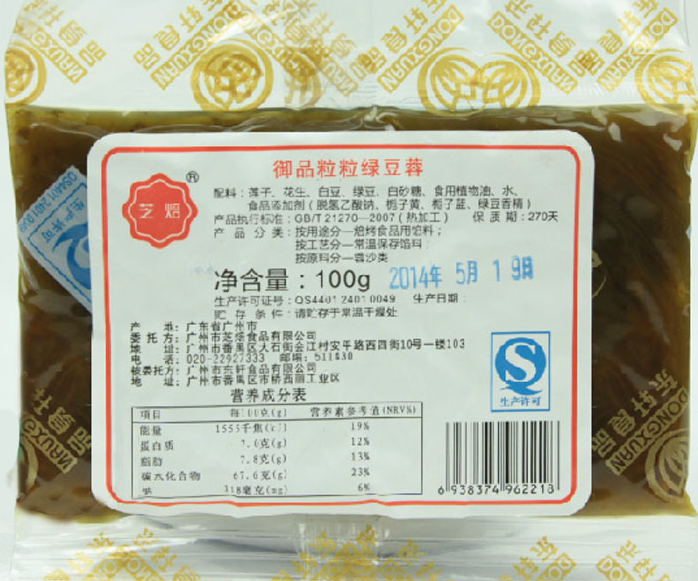 东轩食品
DONGXUAN
御品粒粒绿豆蓉
芝焙®
配料：莲子、花生、白豆、绿豆、白砂糖、食用植物油、水、
食品添加剂（脱氢乙酸钠、栀子黄、栀子蓝、绿豆香精）
产品执行标准：GB/T 21270—2007（热加工） 保质期：270天
产品分类：按用途分—焙烤食品用馅料；
按工艺分—常温保存馅料；
按原料分—蓉沙类
净含量：100g 2014年 5月 19日
生产许可证号：QS4401 2401 0049 生产日期：
贮存条件：请贮存于常温干燥处
产 地：广东省广州市
委托方：广州市芝焙食品有限公司
地 址：广州市番禺区大石街会江村安平路西四街10号一楼103
电 话：020-22927333 邮编：511430
被委托方：广州市东轩食品有限公司
地 址：广州市番禺区市桥西丽工业区
营养成分表
项目 每100克(g) 营养素参考值(NRV%)
能量 1555千焦(kJ) 19%
蛋白质 7.0克(g) 12%
脂肪 7.8克(g) 13%
碳水化合物 67.6克(g) 23%
钠 118毫克(mg) 6%
QS
生产许可
6 938374 962218